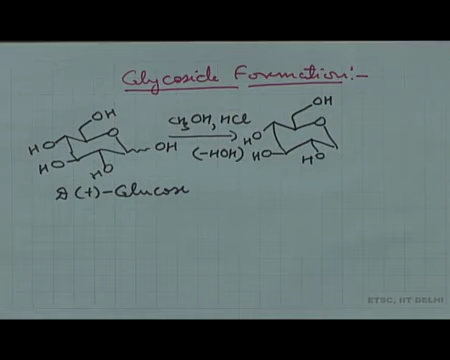 Glycoside Formation:-
OH
O
HO
HO
HO
OH
CH3OH, HCl
(-HOH)
OH
O
HO
HO
HO
D(+)-Glucose
ETSC, IIT DELHI